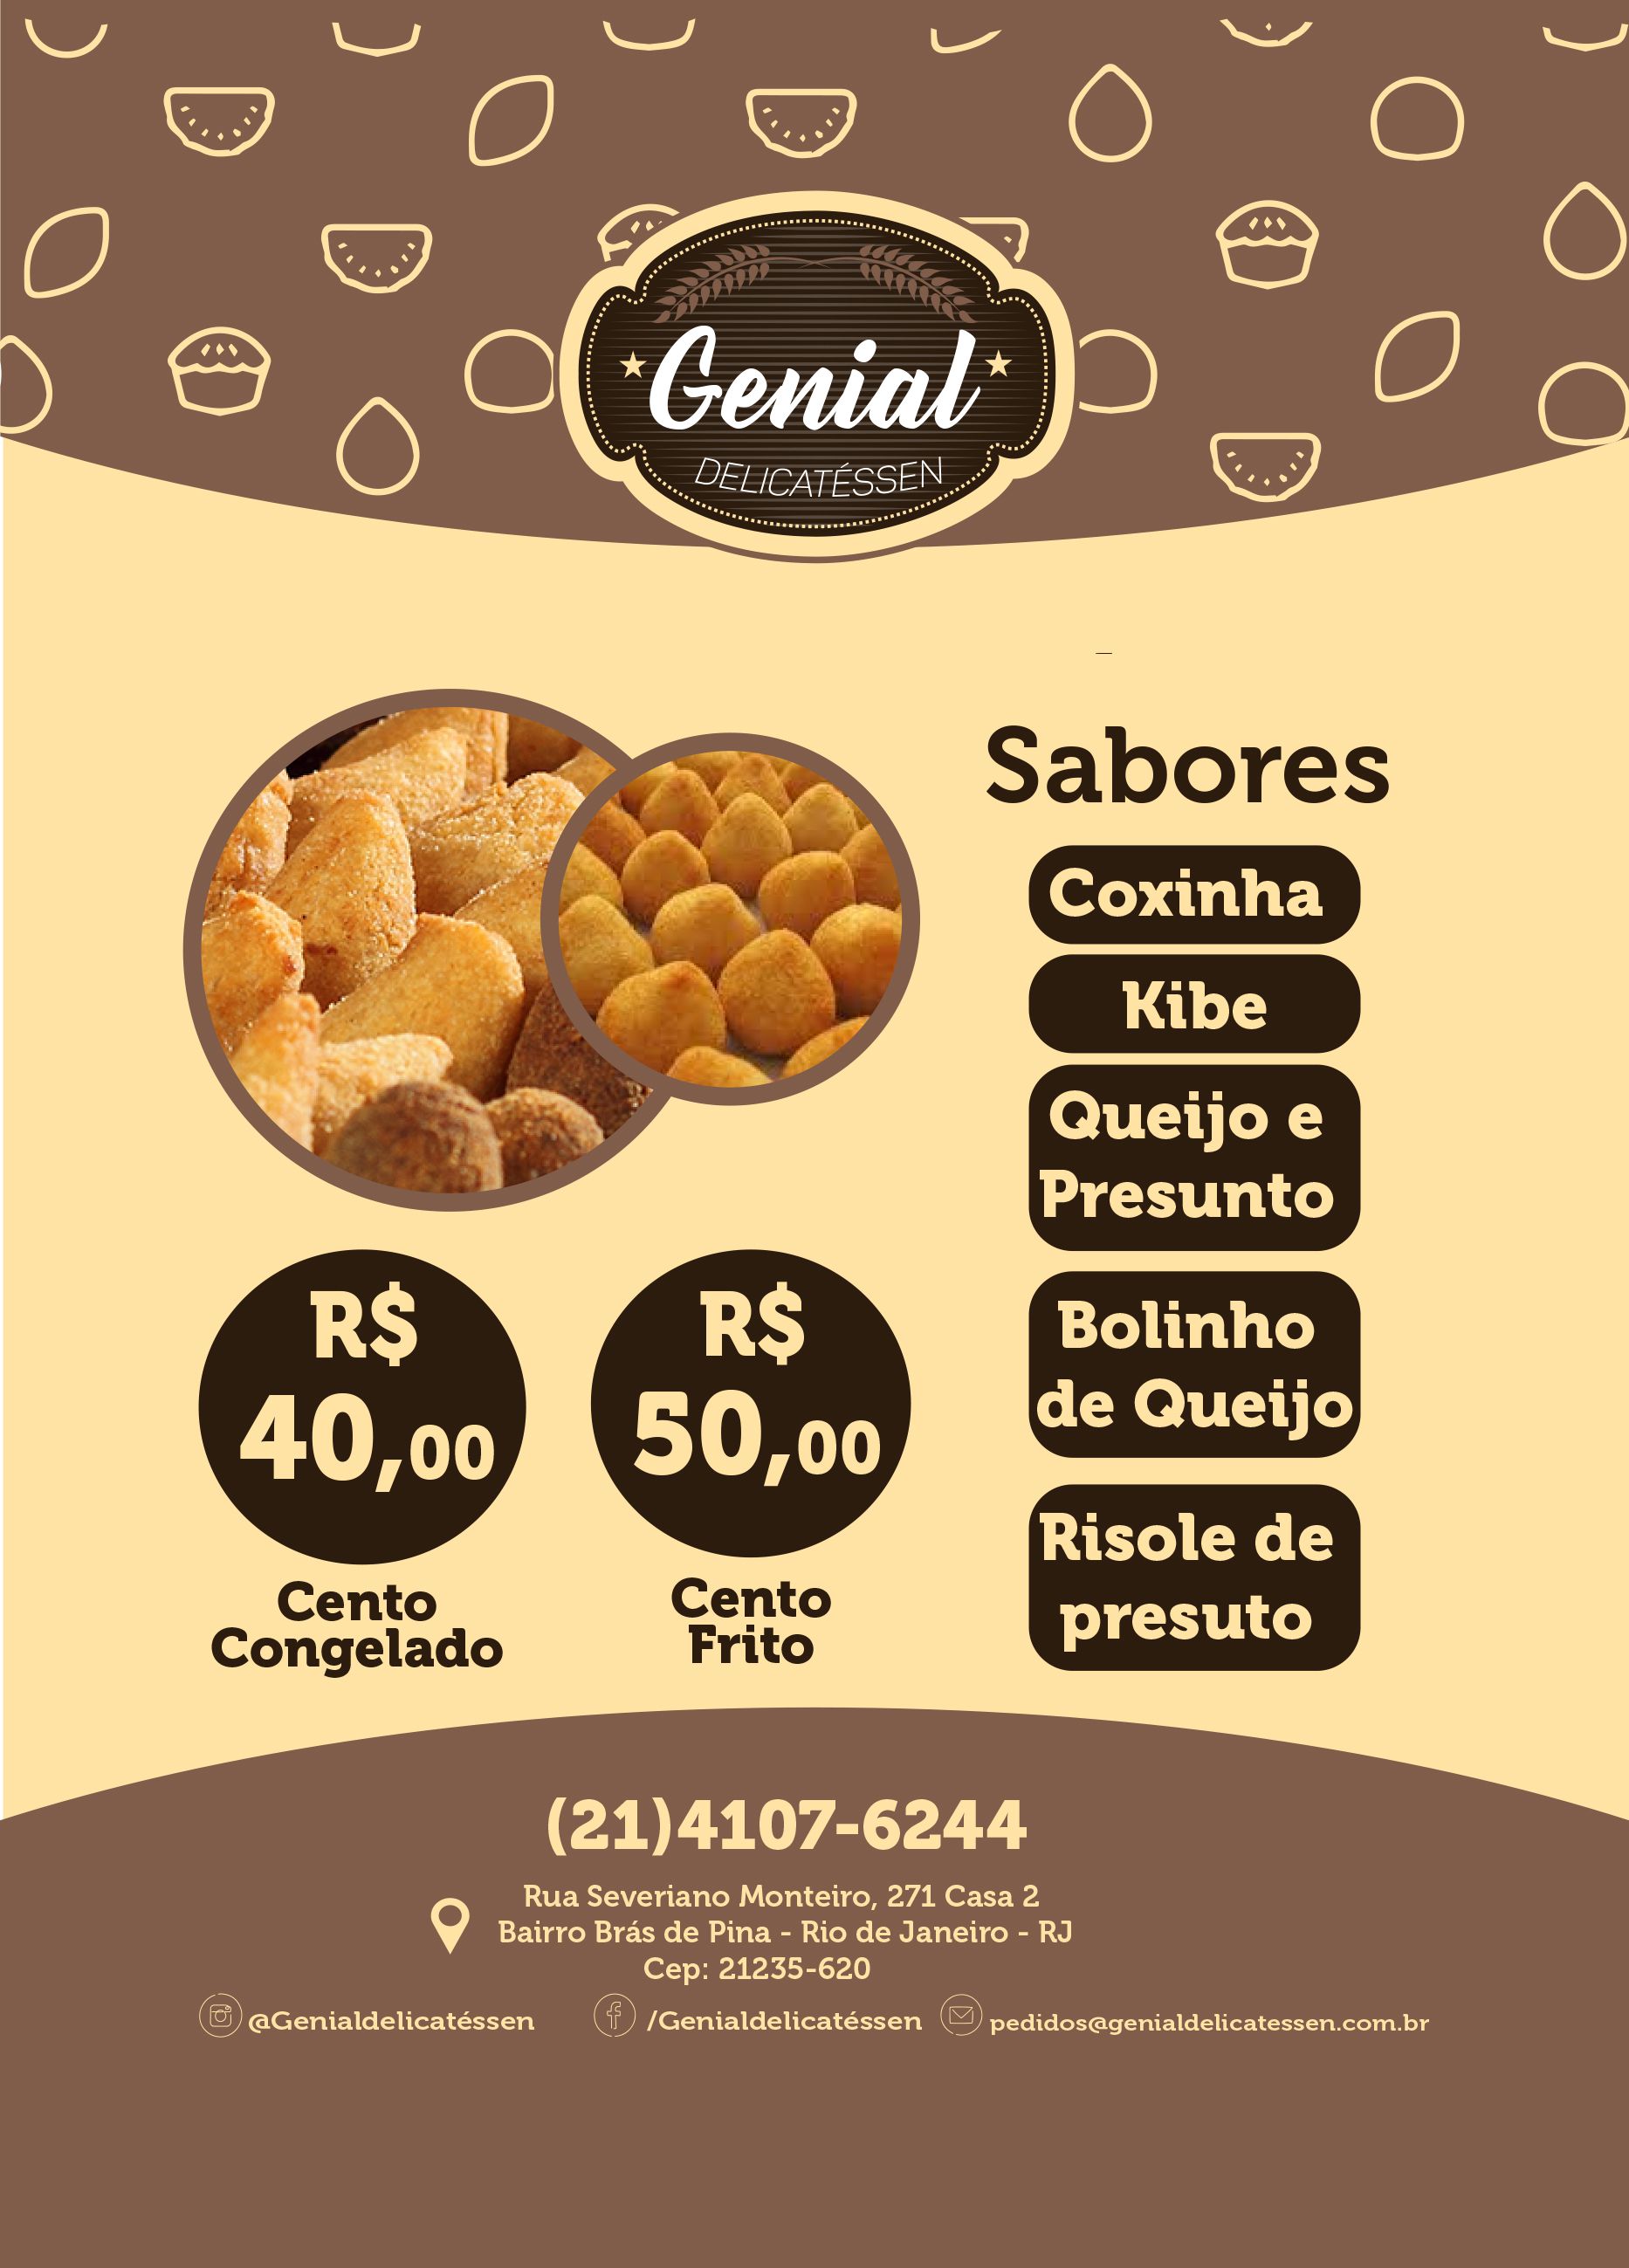 Genial
DELICATÉSSEN
Sabores
Coxinha
Kibe
Queijo e
Presunto
Bolinho
de Queijo
Risole de
presuto
R$
40,00
Cento
Congelado
R$
50,00
Cento
Frito
(21)4107-6244
Rua Severiano Monteiro, 271 Casa 2
Bairro Brás de Pina - Rio de Janeiro - RJ
Cep: 21235-620
@Genialdelicatéssen
/Genialdelicatéssen
pedidos@genialdelicatessen.com.br